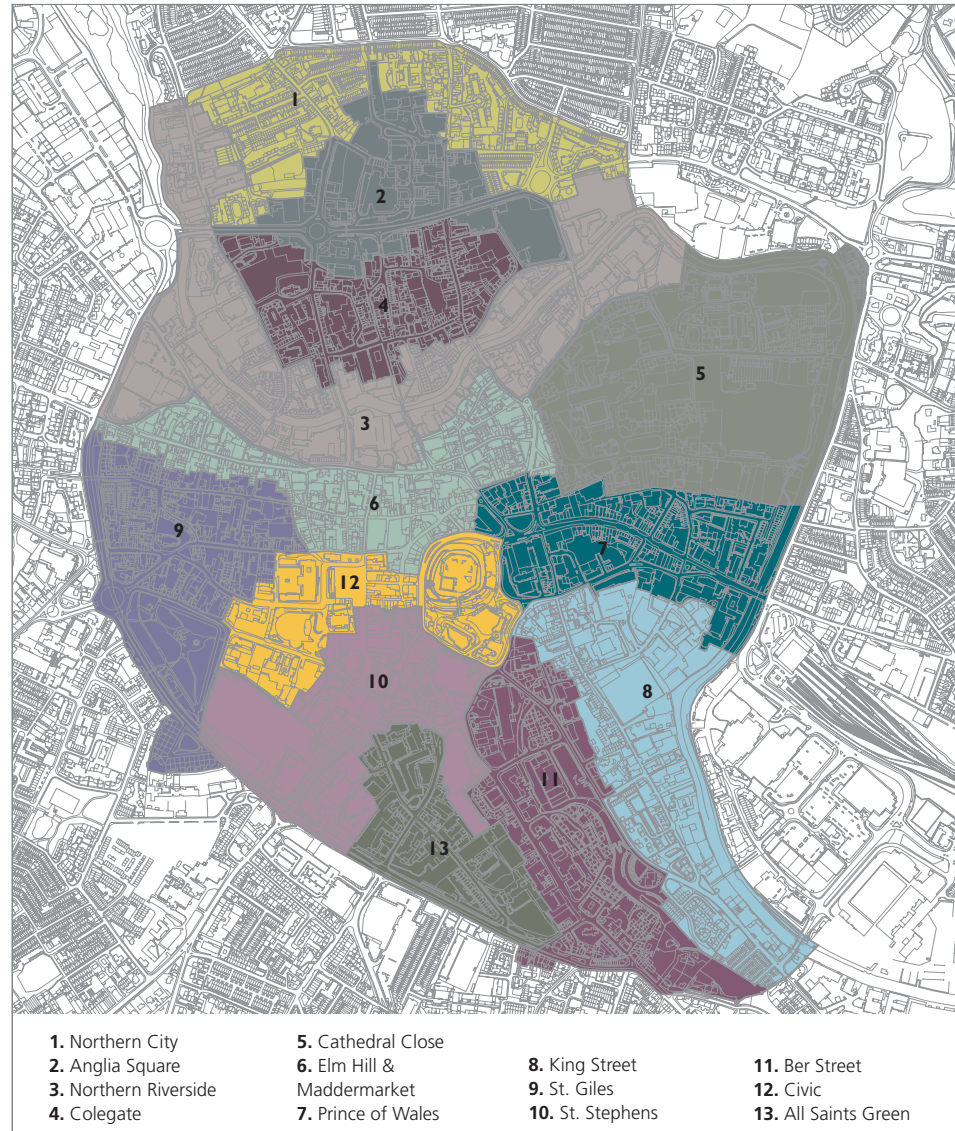 1
2
4
5
3
6
9
7
12
10
8
11
13
1. Northern City
2. Anglia Square
3. Northern Riverside
4. Colegate
5. Cathedral Close
6. Elm Hill &
Maddermarket
7. Prince of Wales
8. King Street
9. St. Giles
10. St. Stephens
11. Ber Street
12. Civic
13. All Saints Green